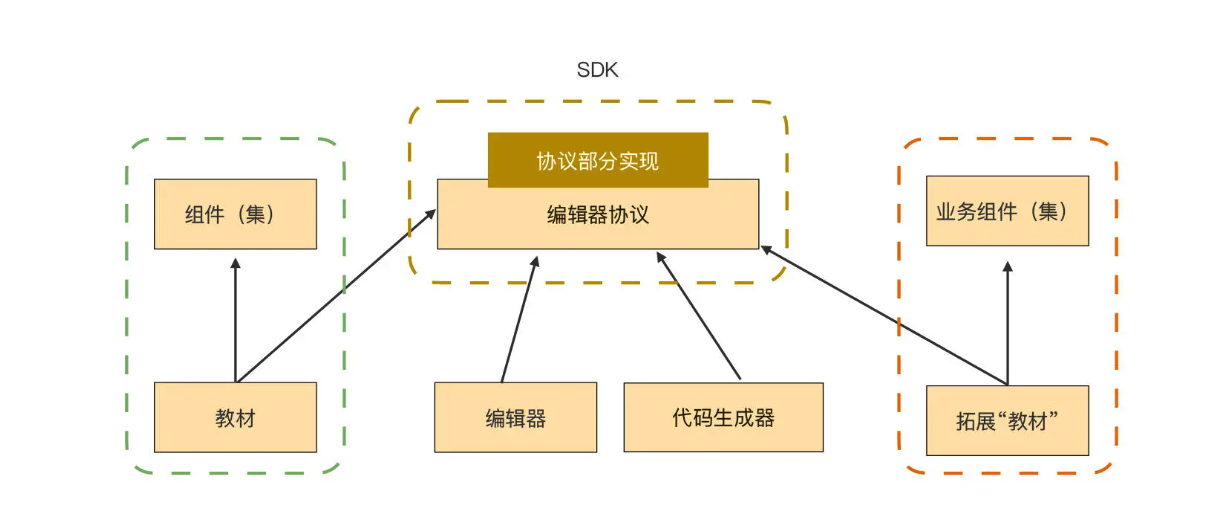 SDK
协议部分实现
组件（集）
编辑器协议
业务组件（集）
教材
编辑器
代码生成器
拓展“教材”